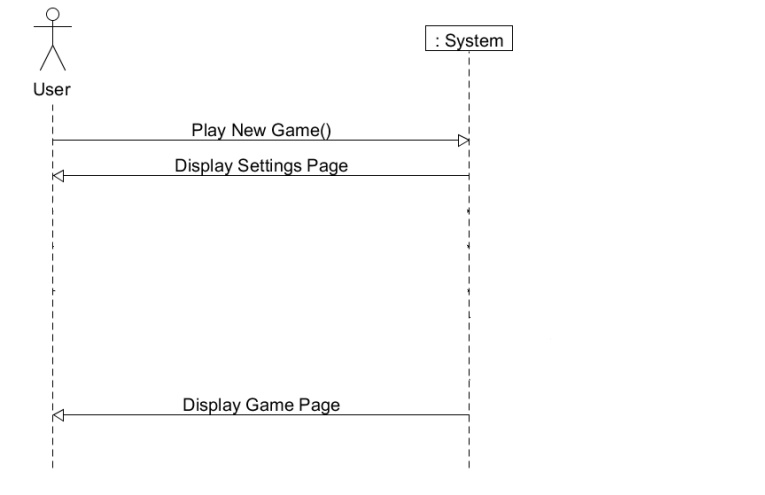 : System
User
Play New Game()
Display Settings Page
Display Game Page